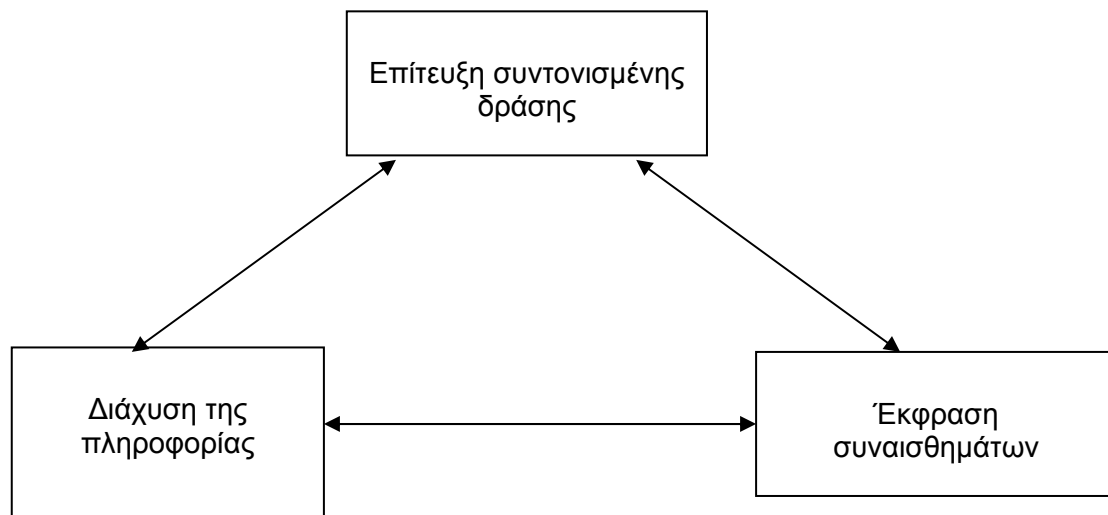 Επίτευξη συντονισμένης
δράσης
Διάχυση της
πληροφορίας
Έκφραση
συναισθημάτων